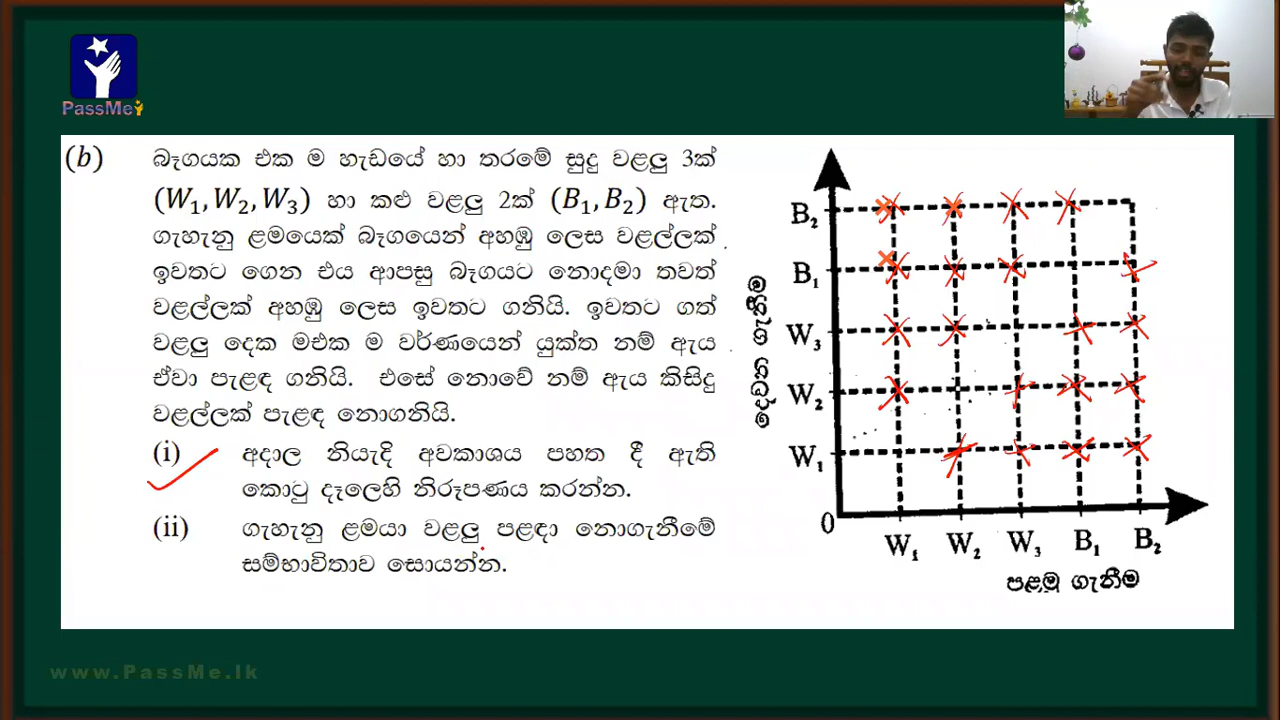 PassMe
(b) බෑගයක එක ම හැඩයේ හා තරමේ සුදු වළලු 3ක්
(W₁, W₂, W₃) හා කළු වළලු 2ක් (B₁, B₂) ඇත.
ගැහැනු ළමයෙක් බෑගයෙන් අහඹු ලෙස වළල්ලක්
ඉවතට ගෙන එය ආපසු බෑගයට නොදමා තවත්
වළල්ලක් අහඹු ලෙස ඉවතට ගනියි. ඉවතට ගත්
වළලු දෙක මඑක ම වර්ණයෙන් යුක්ත නම් ඇය
ඒවා පැළඳ ගනියි. එසේ නොවේ නම් ඇය කිසිදු
වළල්ලක් පැළඳ නොගනියි.
(i) අදාල නියැදි අවකාශය පහත දී ඇති
කොටු දැලෙහි නිරූපණය කරන්න.
(ii) ගැහැනු ළමයා වළලු පළඳා නොගැනීමේ
සම්භාවිතාව සොයන්න.
දෙවන ගැනීම
B₂
B₁
W₃
W₂
W₁
0
W₁ W₂ W₃ B₁ B₂
පළමු ගැනීම
www.PassMe.lk